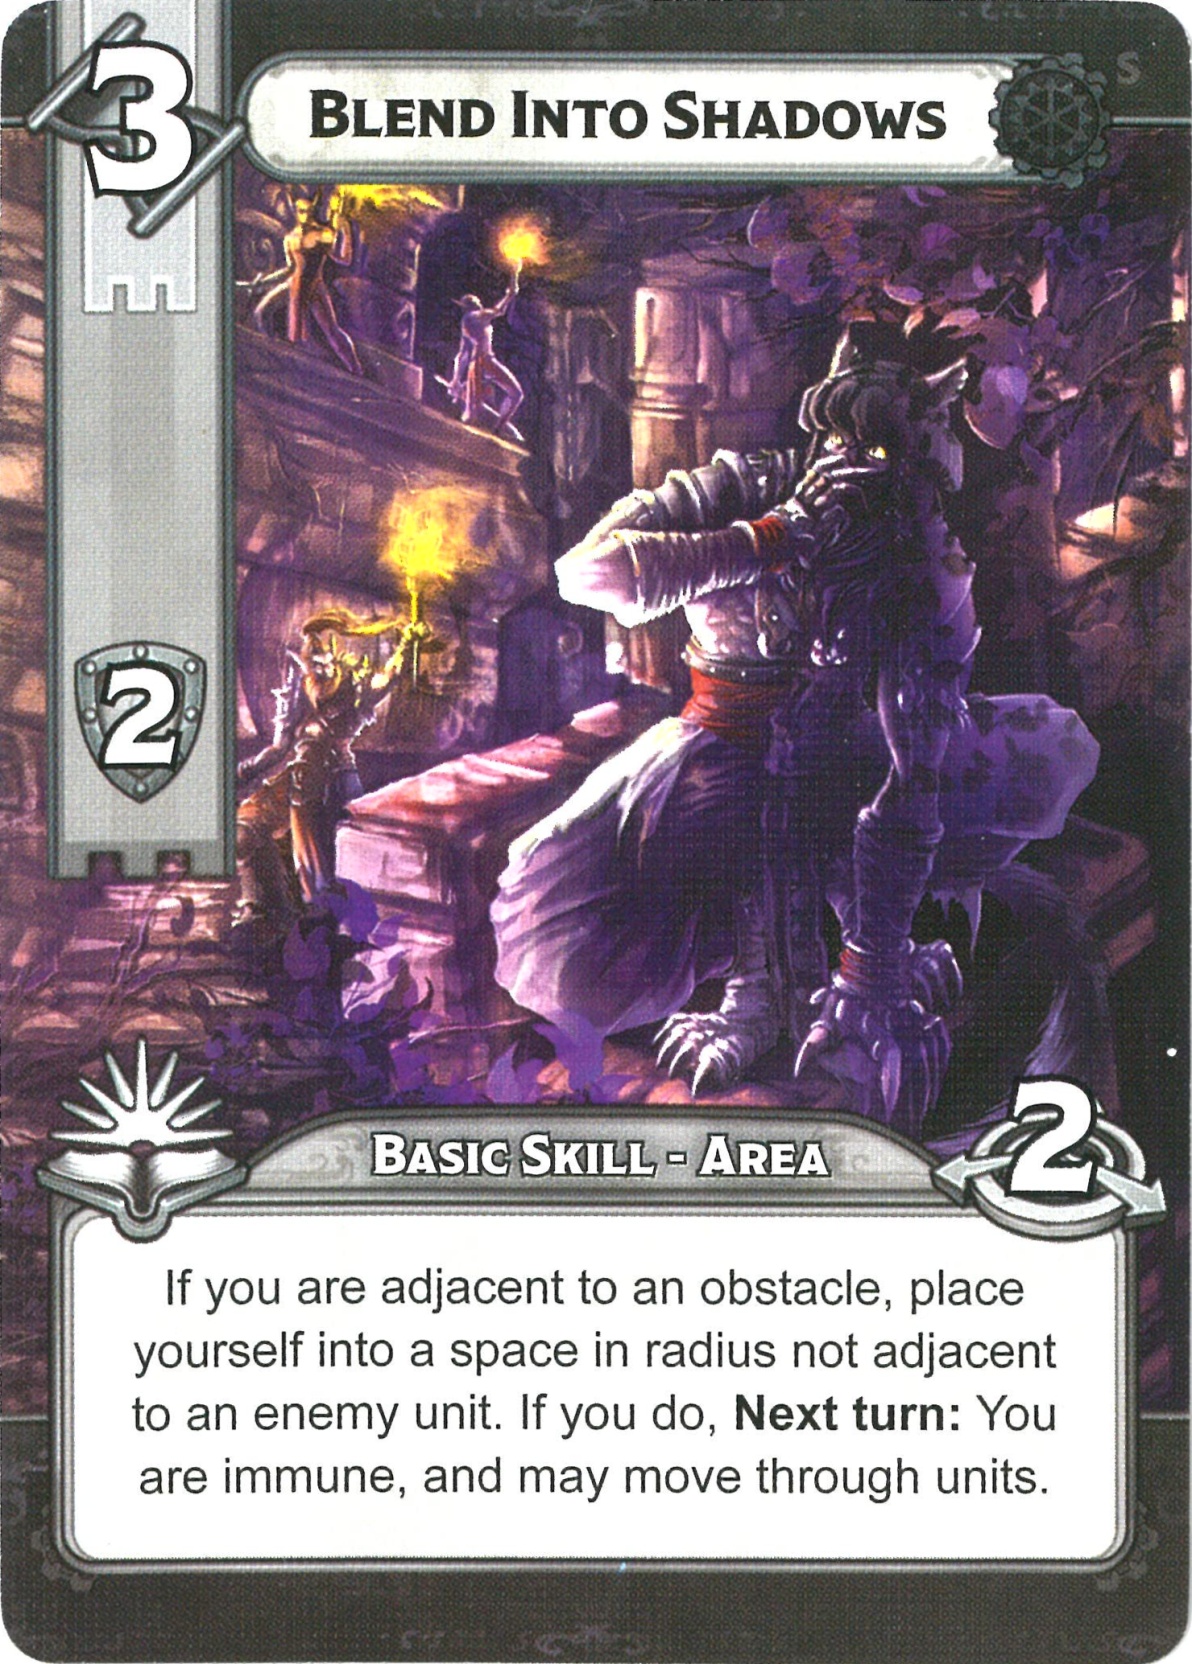 3
BLEND INTO SHADOWS
S
2
BASIC SKILL - AREA
2
If you are adjacent to an obstacle, place
yourself into a space in radius not adjacent
to an enemy unit. If you do, Next turn: You
are immune, and may move through units.